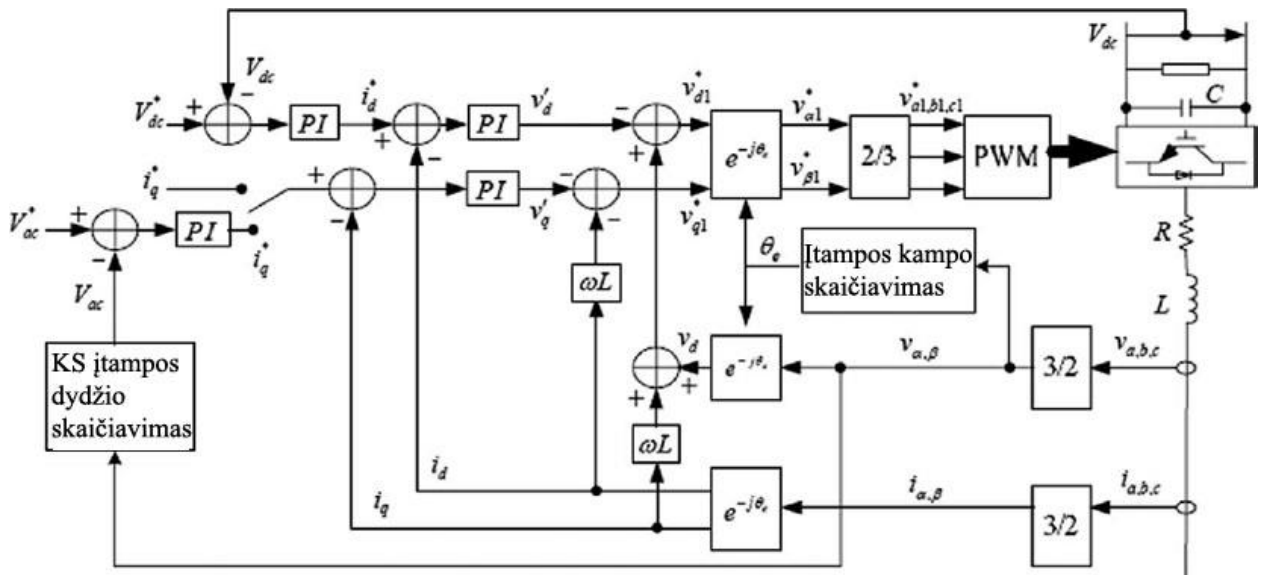 V_dc
V_dc
V*_dc
+
-
PI
i*_d
+
-
PI
v'_d
-
+
v*_d1
e^-jθ_e
v*_α1
v*_β1
2/3
v*_a1,b1,c1
PWM
C
i*_q
V*_ac
+
-
PI
i*_q
+
-
PI
v'_q
-
-
v*_q1
V_ac
ωL
θ_e
Įtampos kampo
skaičiavimas
R
L
KS įtampos
dydžio
skaičiavimas
v_d
+
+
e^-jθ_e
v_α,β
3/2
v_a,b,c
ωL
i_d
i_q
e^-jθ_e
i_α,β
3/2
i_a,b,c